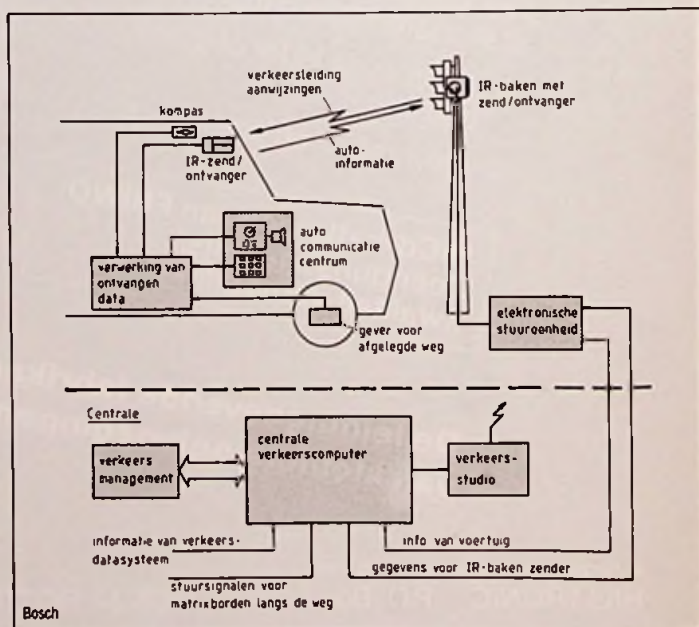 verkeersleiding
aanwijzingen
IR-baken met
zend/ontvanger
kompas
IR-zend/
ontvanger
auto-
informatie
auto
communicatie
centrum
verwerking van
ontvangen
data
gever voor
afgelegde weg
elektronische
stuureenheid
Centrale
verkeers
management
centrale
verkeerscomputer
verkeers-
studio
informatie van verkeers-
datasysteem
info van voertuig
gegevens voor IR-baken zender
stuursignalen voor
matrixborden langs de weg
Bosch